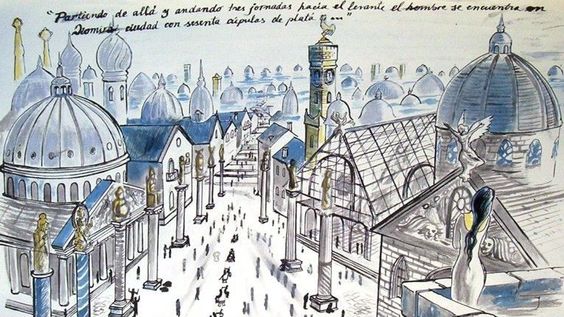 "Partiendo de allá y andando tres jornadas hacia el levante el hombre se encuentra en
Diomira, ciudad con sesenta cúpulas de plata